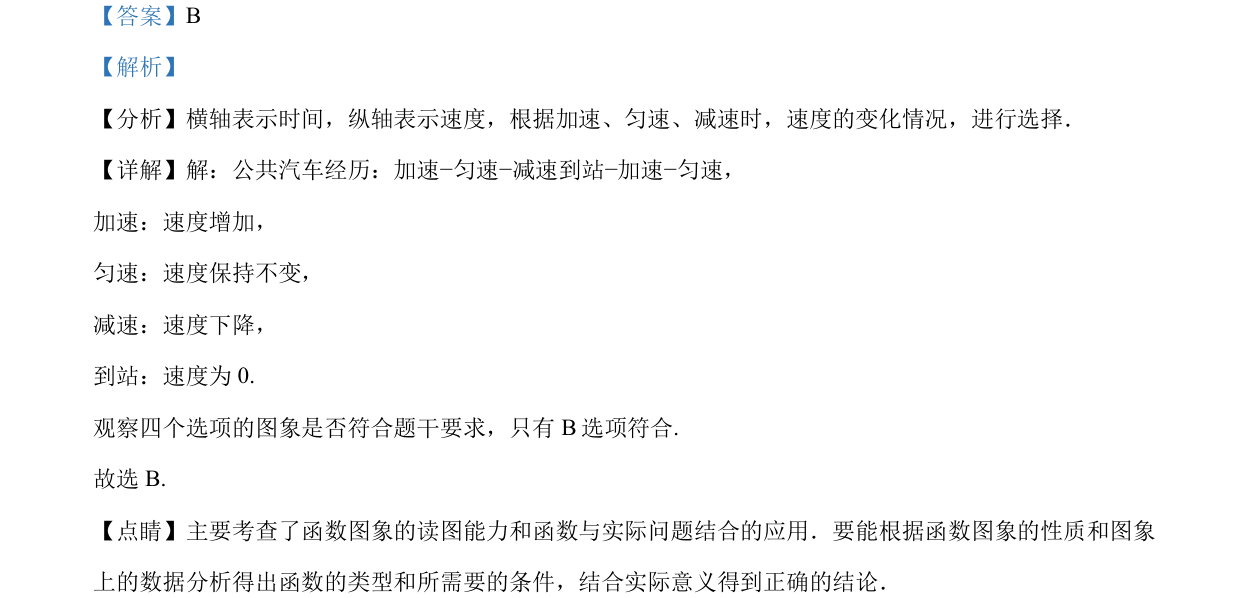 【答案】B
【解析】
【分析】横轴表示时间，纵轴表示速度，根据加速、匀速、减速时，速度的变化情况，进行选择．
【详解】解：公共汽车经历：加速−匀速−减速到站−加速−匀速，
加速：速度增加，
匀速：速度保持不变，
减速：速度下降，
到站：速度为 0.
观察四个选项的图象是否符合题干要求，只有 B 选项符合.
故选 B.
【点睛】主要考查了函数图象的读图能力和函数与实际问题结合的应用．要能根据函数图象的性质和图象
上的数据分析得出函数的类型和所需要的条件，结合实际意义得到正确的结论．